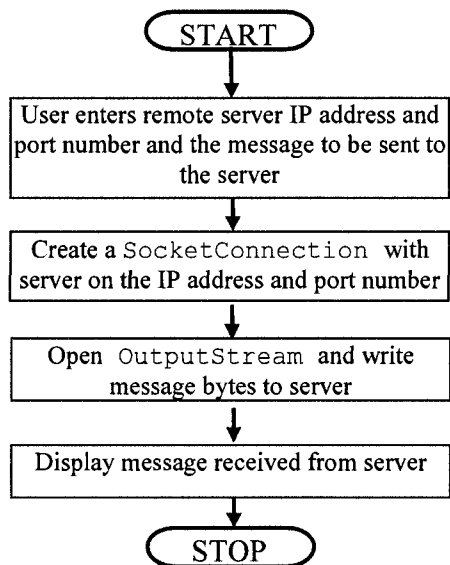 START
User enters remote server IP address and
port number and the message to be sent to
the server
Create a SocketConnection with
server on the IP address and port number
Open OutputStream and write
message bytes to server
Display message received from server
STOP